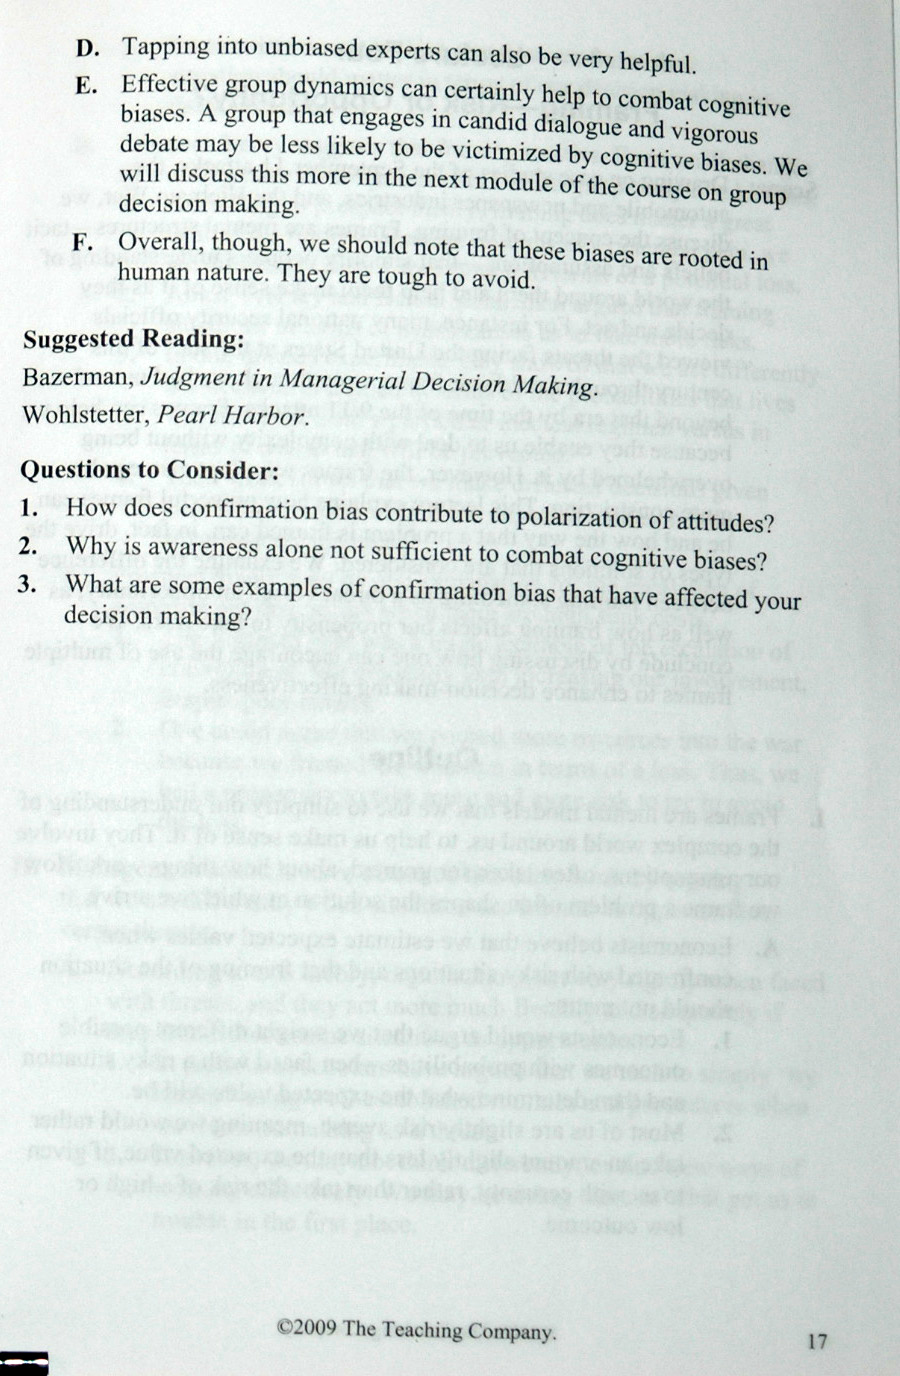 D. Tapping into unbiased experts can also be very helpful.
E. Effective group dynamics can certainly help to combat cognitive
biases. A group that engages in candid dialogue and vigorous
debate may be less likely to be victimized by cognitive biases. We
will discuss this more in the next module of the course on group
decision making.
F. Overall, though, we should note that these biases are rooted in
human nature. They are tough to avoid.
Suggested Reading:
Bazerman, Judgment in Managerial Decision Making.
Wohlstetter, Pearl Harbor.
Questions to Consider:
1. How does confirmation bias contribute to polarization of attitudes?
2. Why is awareness alone not sufficient to combat cognitive biases?
3. What are some examples of confirmation bias that have affected your
decision making?
©2009 The Teaching Company.
17